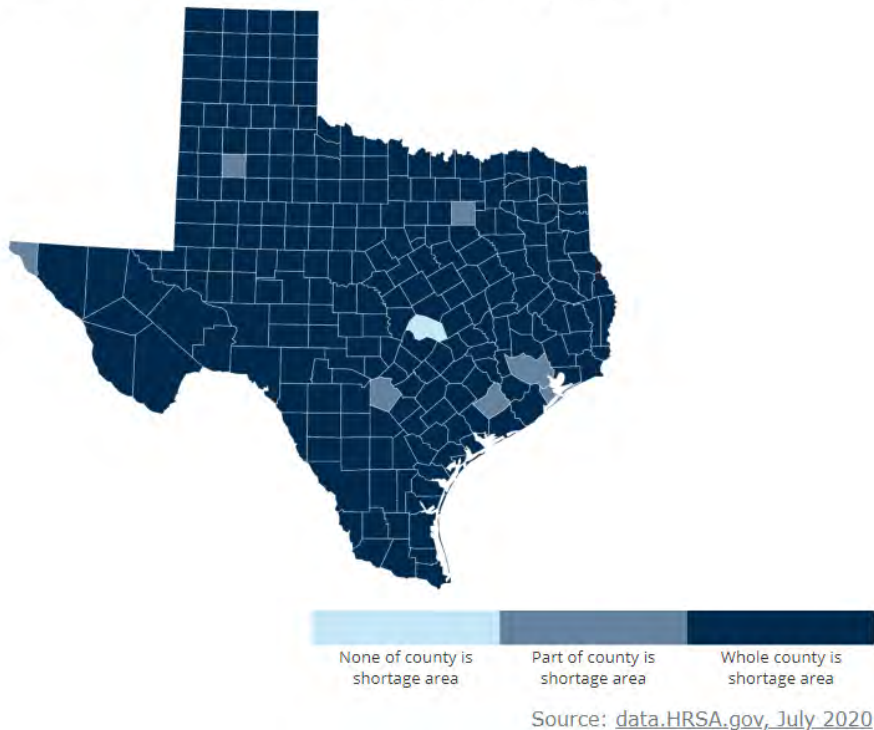 None of county is
shortage area
Part of county is
shortage area
Whole county is
shortage area
Source: data.HRSA.gov, July 2020